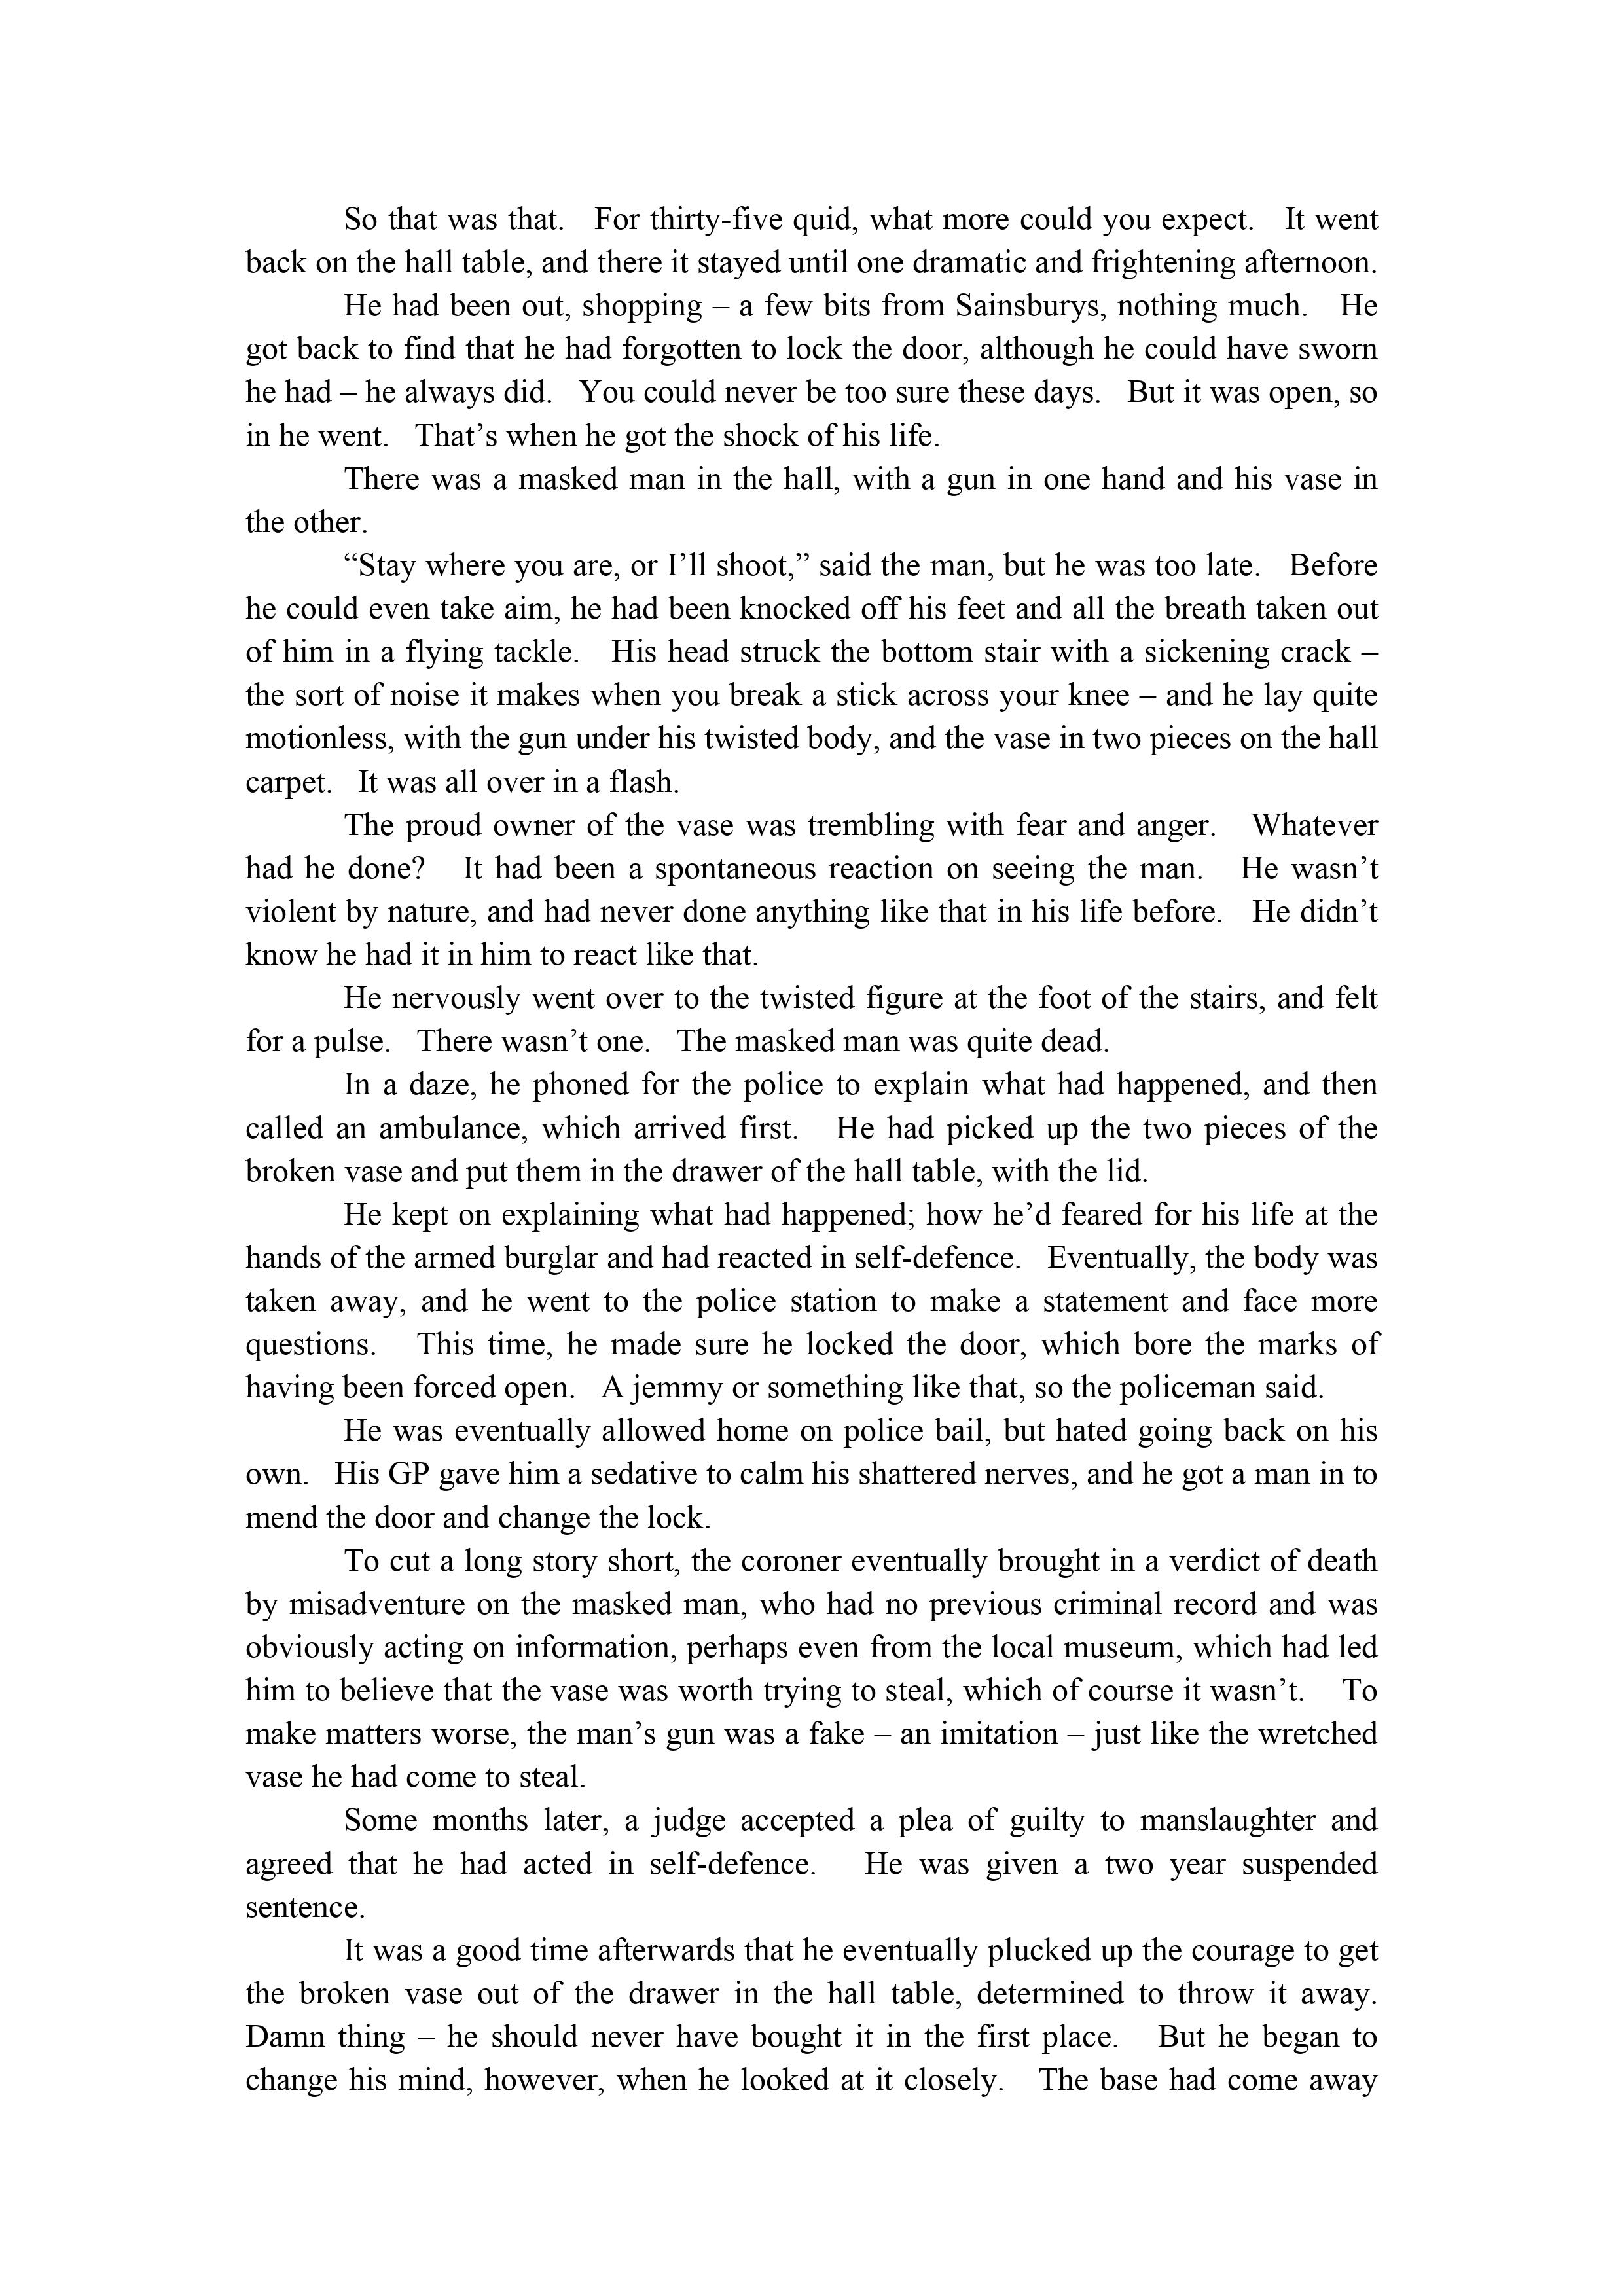 So that was that.   For thirty-five quid, what more could you expect.   It went
back on the hall table, and there it stayed until one dramatic and frightening afternoon.
He had been out, shopping – a few bits from Sainsburys, nothing much.   He
got back to find that he had forgotten to lock the door, although he could have sworn
he had – he always did.   You could never be too sure these days.   But it was open, so
in he went.   That’s when he got the shock of his life.
There was a masked man in the hall, with a gun in one hand and his vase in
the other.
“Stay where you are, or I’ll shoot,” said the man, but he was too late.   Before
he could even take aim, he had been knocked off his feet and all the breath taken out
of him in a flying tackle.   His head struck the bottom stair with a sickening crack –
the sort of noise it makes when you break a stick across your knee – and he lay quite
motionless, with the gun under his twisted body, and the vase in two pieces on the hall
carpet.   It was all over in a flash.
The proud owner of the vase was trembling with fear and anger.   Whatever
had he done?   It had been a spontaneous reaction on seeing the man.   He wasn’t
violent by nature, and had never done anything like that in his life before.   He didn’t
know he had it in him to react like that.
He nervously went over to the twisted figure at the foot of the stairs, and felt
for a pulse.   There wasn’t one.   The masked man was quite dead.
In a daze, he phoned for the police to explain what had happened, and then
called an ambulance, which arrived first.   He had picked up the two pieces of the
broken vase and put them in the drawer of the hall table, with the lid.
He kept on explaining what had happened; how he’d feared for his life at the
hands of the armed burglar and had reacted in self-defence.   Eventually, the body was
taken away, and he went to the police station to make a statement and face more
questions.   This time, he made sure he locked the door, which bore the marks of
having been forced open.   A jemmy or something like that, so the policeman said.
He was eventually allowed home on police bail, but hated going back on his
own.   His GP gave him a sedative to calm his shattered nerves, and he got a man in to
mend the door and change the lock.
To cut a long story short, the coroner eventually brought in a verdict of death
by misadventure on the masked man, who had no previous criminal record and was
obviously acting on information, perhaps even from the local museum, which had led
him to believe that the vase was worth trying to steal, which of course it wasn’t.   To
make matters worse, the man’s gun was a fake – an imitation – just like the wretched
vase he had come to steal.
Some months later, a judge accepted a plea of guilty to manslaughter and
agreed that he had acted in self-defence.   He was given a two year suspended
sentence.
It was a good time afterwards that he eventually plucked up the courage to get
the broken vase out of the drawer in the hall table, determined to throw it away.
Damn thing – he should never have bought it in the first place.   But he began to
change his mind, however, when he looked at it closely.   The base had come away